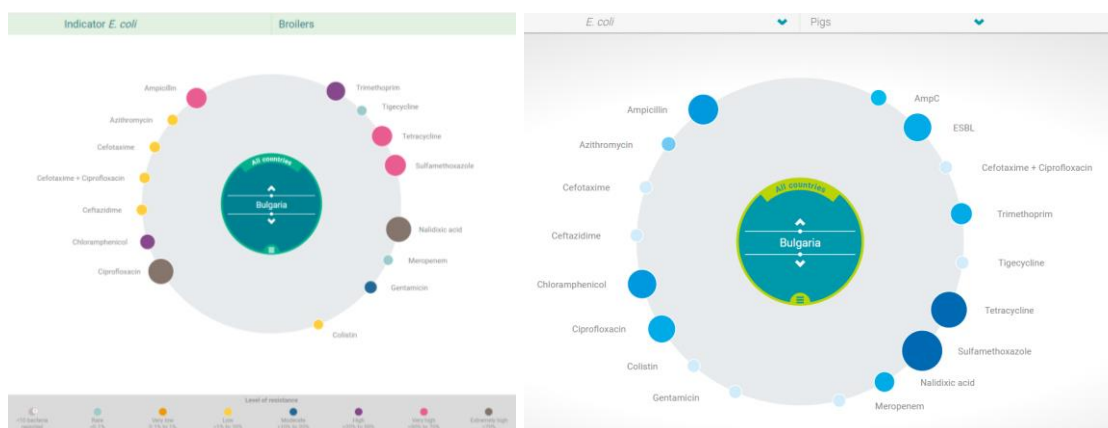 Indicator E. coli
Broilers
Ampicillin
Azithromycin
Cefotaxime
Cefotaxime + Ciprofloxacin
Ceftazidime
Chloramphenicol
Ciprofloxacin
Trimethoprim
Tigecycline
Tetracycline
Sulfamethoxazole
Nalidixic acid
Meropenem
Gentamicin
Colistin
All countries
Bulgaria
Level of resistance
Rare
Very low
Low
Moderate
High
Very high
Extremely high
E. coli
Pigs
Ampicillin
Azithromycin
Cefotaxime
Ceftazidime
Chloramphenicol
Ciprofloxacin
Colistin
Gentamicin
AmpC
ESBL
Cefotaxime + Ciprofloxacin
Trimethoprim
Tigecycline
Tetracycline
Sulfamethoxazole
Nalidixic acid
Meropenem
All countries
Bulgaria